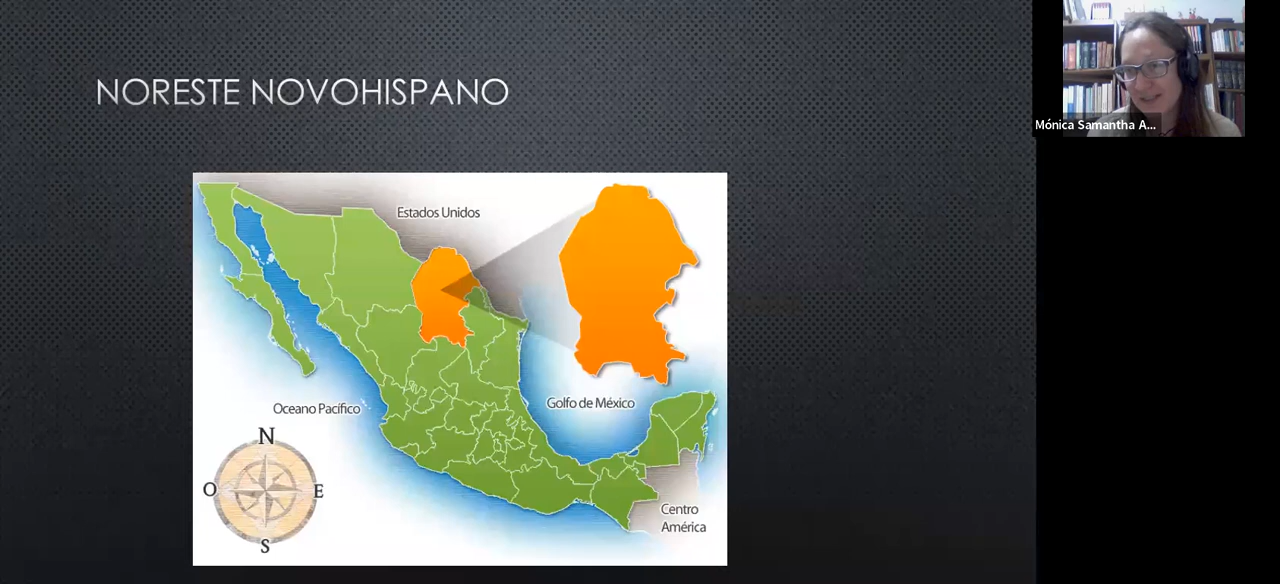 NORESTE NOVOHISPANO
Mónica Samantha A...
Estados Unidos
Oceano Pacífico
Golfo de México
N
O
E
S
Centro
América